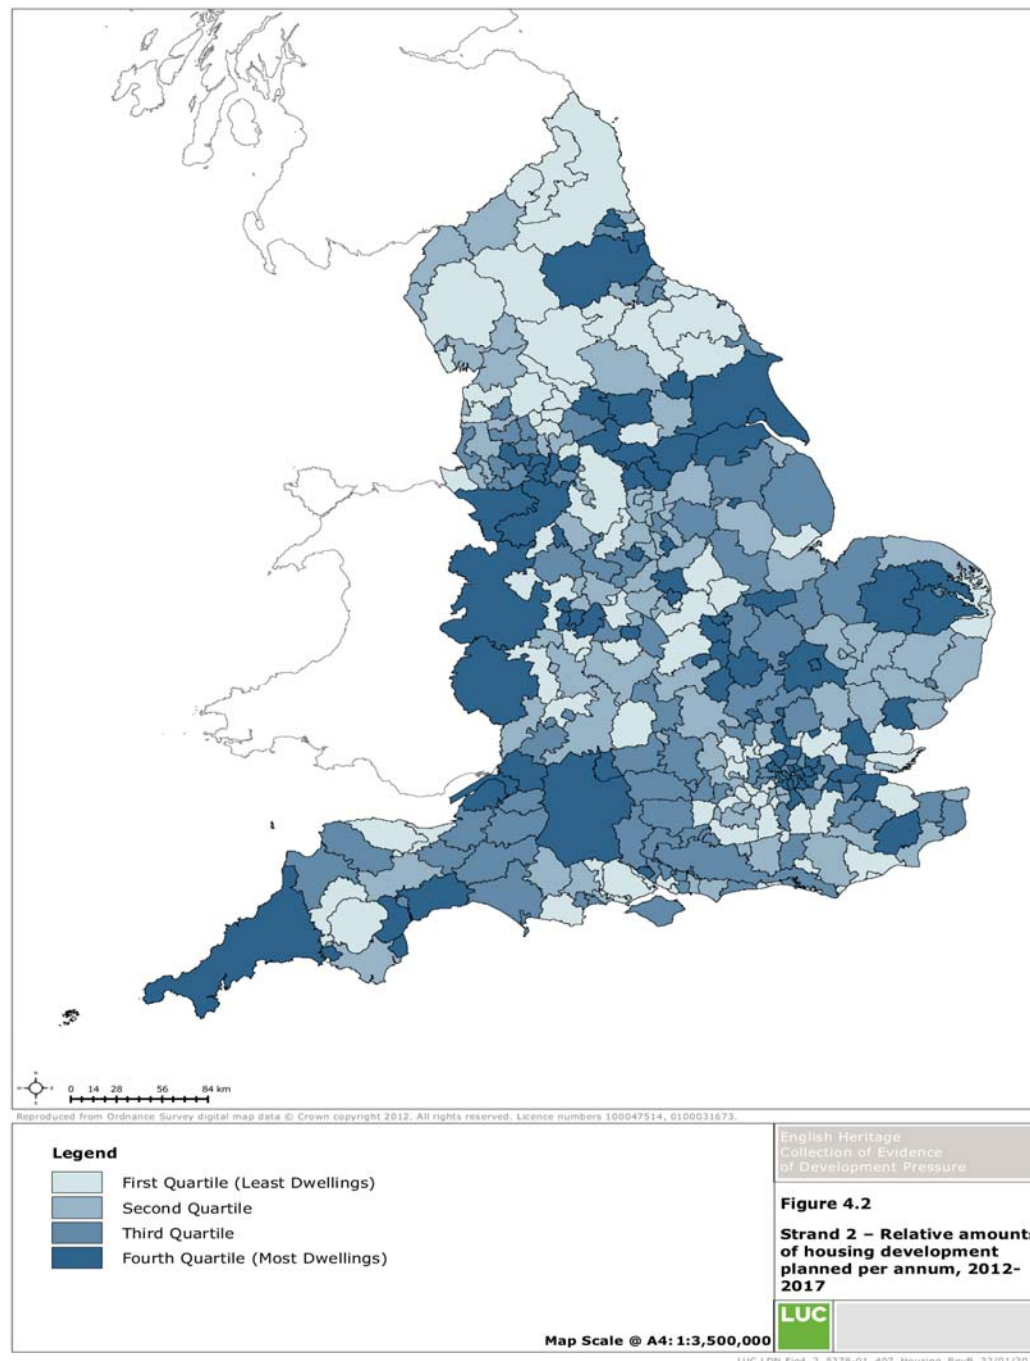 N
W
E
S
0 14 28 56 84 km
Reproduced from Ordnance Survey digital map data © Crown copyright 2012. All rights reserved. Licence numbers 100047514, 0100031673.
Legend
First Quartile (Least Dwellings)
Second Quartile
Third Quartile
Fourth Quartile (Most Dwellings)
Map Scale @ A4: 1:3,500,000
English Heritage
Collection of Evidence
of Development Pressure
Figure 4.2
Strand 2 – Relative amounts
of housing development
planned per annum, 2012-
2017
LUC